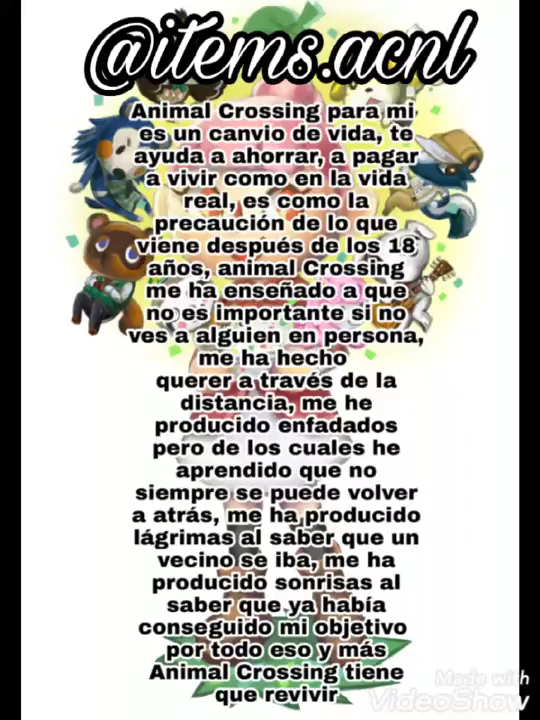 @items.acnl
Animal Crossing para mi
es un canvio de vida, te
ayuda a ahorrar, a pagar
a vivir como en la vida
real, es como la
precaución de lo que
viene después de los 18
años, animal Crossing
me ha enseñado a que
no es importante si no
ves a alguien en persona,
me ha hecho
querer a través de la
distancia, me he
producido enfadados
pero de los cuales he
aprendido que no
siempre se puede volver
a atrás, me ha producido
lágrimas al saber que un
vecino se iba, me ha
producido sonrisas al
saber que ya había
conseguido mi objetivo
por todo eso y más
Animal Crossing tiene
que revivir
Made with
VideoShow